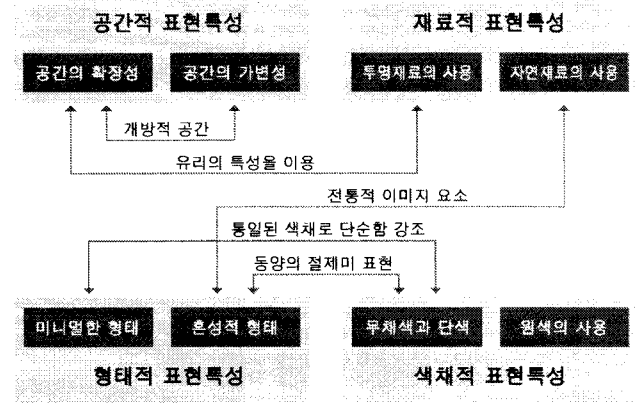 공간적 표현특성 재료적 표현특성
공간의 확장성 공간의 가변성 투명재료의 사용 자연재료의 사용
개방적 공간
유리의 특성을 이용
전통적 이미지 요소
통일된 색채로 단순함 강조
동양의 절제미 표현
미니멀한 형태 혼성적 형태 무채색과 단색 원색의 사용
형태적 표현특성 색채적 표현특성